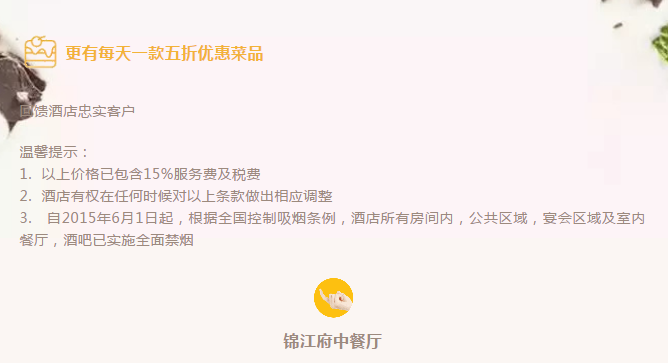 更有每天一款五折优惠菜品
回馈酒店忠实客户
温馨提示：
1. 以上价格已包含15%服务费及税费
2. 酒店有权在任何时候对以上条款做出相应调整
3. 自2015年6月1日起，根据全国控制吸烟条例，酒店所有房间内，公共区域，宴会区域及室内
餐厅，酒吧已实施全面禁烟
锦江府中餐厅